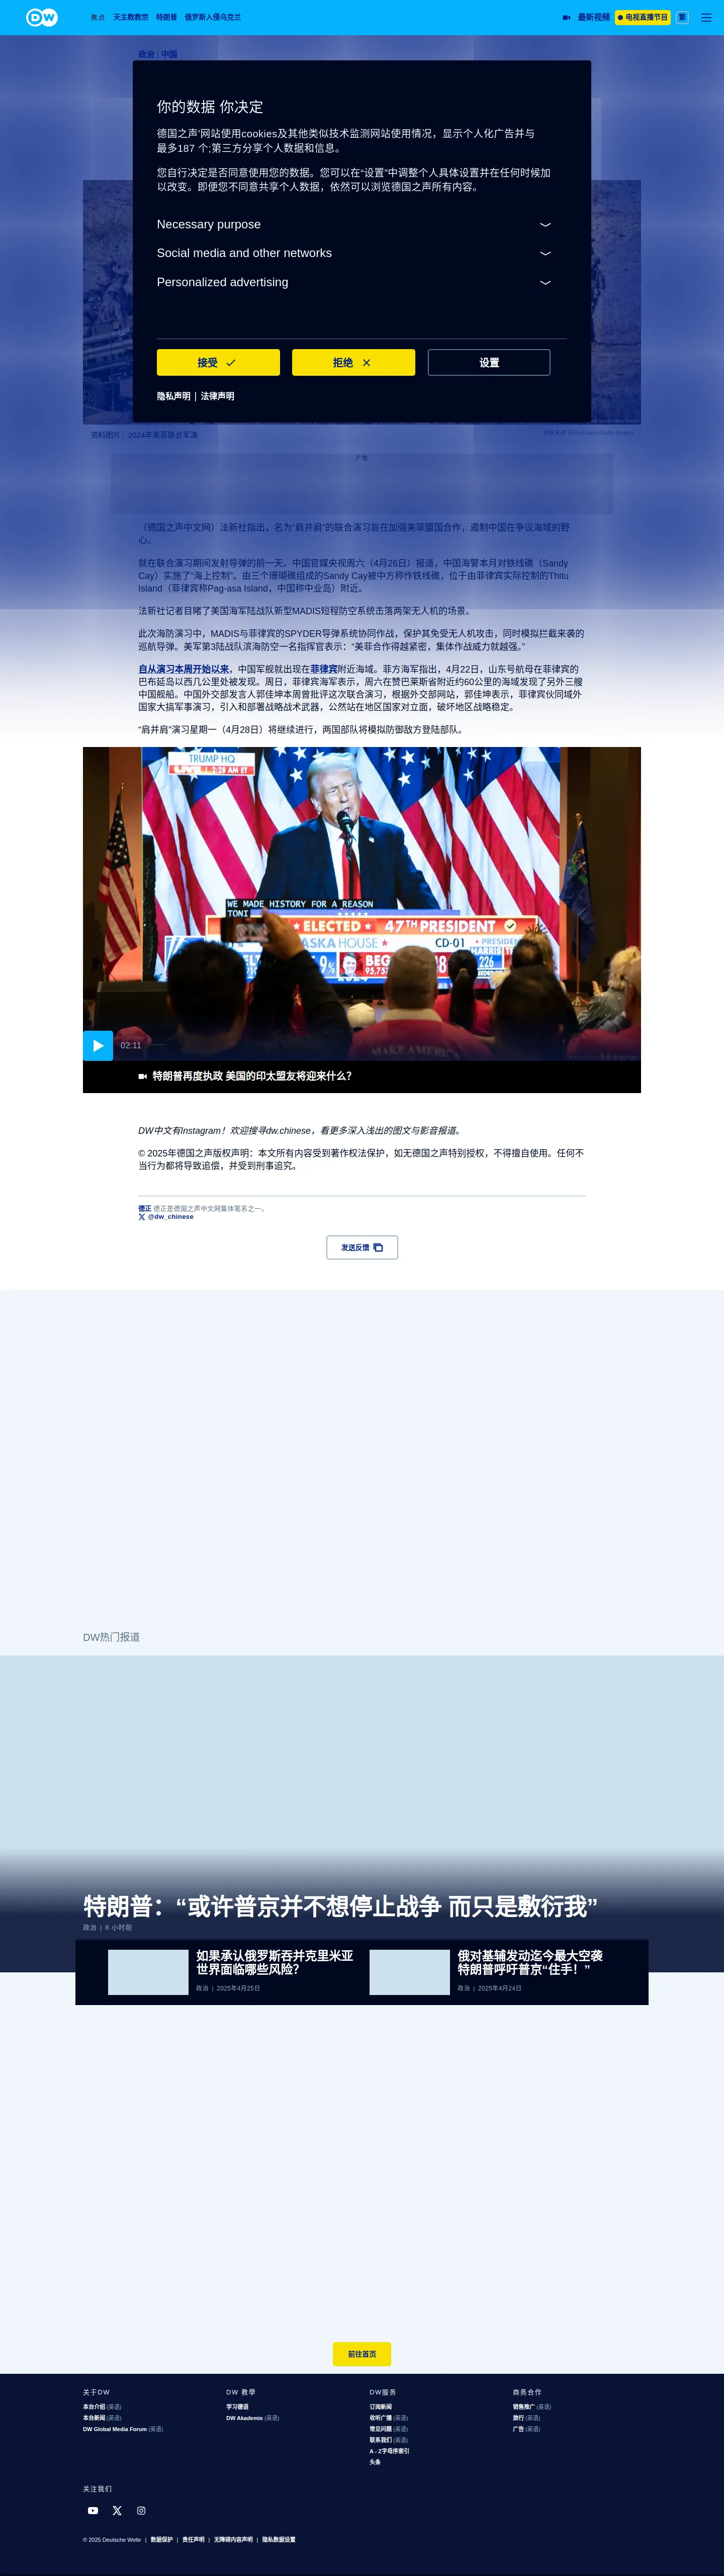 DW
焦点 天主教教宗 特朗普 俄罗斯入侵乌克兰
最新视频 电视直播节目 繁
政治 | 中国
你的数据 你决定
德国之声'网站使用cookies及其他类似技术监测网站使用情况，显示个人化广告并与
最多187 个;第三方分享个人数据和信息。
您自行决定是否同意使用您的数据。您可以在“设置”中调整个人具体设置并在任何时候加
以改变。即便您不同意共享个人数据，依然可以浏览德国之声所有内容。
Necessary purpose
Social media and other networks
Personalized advertising
接受 拒绝 设置
隐私声明 | 法律声明
资料图片：2024年美菲联合军演
广告
（德国之声中文网）法新社指出，名为“肩并肩”的联合演习旨在加强美菲盟国合作，遏制中国在争议海域的野
心。
就在联合演习期间发射导弹的前一天。中国官媒央视周六（4月26日）报道，中国海警本月对铁线礁（Sandy
Cay）实施了“海上控制”。由三个珊瑚礁组成的Sandy Cay被中方称作铁线礁，位于由菲律宾实际控制的Thitu
Island（菲律宾称Pag-asa Island，中国称中业岛）附近。
法新社记者目睹了美国海军陆战队新型MADIS短程防空系统击落两架无人机的场景。
此次海防演习中，MADIS与菲律宾的SPYDER导弹系统协同作战，保护其免受无人机攻击，同时模拟拦截来袭的
巡航导弹。美军第3陆战队滨海防空一名指挥官表示：“美菲合作得越紧密，集体作战威力就越强。”
自从演习本周开始以来，中国军舰就出现在菲律宾附近海域。菲方海军指出，4月22日，山东号航母在菲律宾的
巴布延岛以西几公里处被发现。周日，菲律宾海军表示，周六在赞巴莱斯省附近约60公里的海域发现了另外三艘
中国舰船。中国外交部发言人郭佳坤本周曾批评这次联合演习，根据外交部网站，郭佳坤表示，菲律宾伙同域外
国家大搞军事演习，引入和部署战略战术武器，公然站在地区国家对立面，破坏地区战略稳定。
“肩并肩”演习星期一（4月28日）将继续进行，两国部队将模拟防御敌方登陆部队。
TRUMP HQ
LIVE 3:28 AM ET
WE MADE HISTORY FOR A REASON
TONI
ELECTED 47TH PRESIDENT
ALASKA HOUSE CD-01 PRESIDENT
HARRIS
226
MAKE AMERICA
02:11
特朗普再度执政 美国的印太盟友将迎来什么？
DW中文有Instagram！欢迎搜寻dw.chinese，看更多深入浅出的图文与影音报道。
© 2025年德国之声版权声明：本文所有内容受到著作权法保护，如无德国之声特别授权，不得擅自使用。任何不
当行为都将导致追偿，并受到刑事追究。
德正 德正是德国之声中文网集体笔名之一。
@dw_chinese
发送反馈
DW热门报道
特朗普：“或许普京并不想停止战争 而只是敷衍我”
政治 | 8 小时前
如果承认俄罗斯吞并克里米亚
世界面临哪些风险？
政治 | 2025年4月25日
俄对基辅发动迄今最大空袭
特朗普呼吁普京“住手！”
政治 | 2025年4月24日
前往首页
关于DW
本台介绍 (英语)
本台新闻 (英语)
DW Global Media Forum (英语)
DW 教學
学习德语
DW Akademie (英语)
DW服务
订阅新闻
收听广播 (英语)
常见问题 (英语)
联系我们 (英语)
A - Z字母序索引
头条
商务合作
销售推广 (英语)
旅行 (英语)
广告 (英语)
关注我们
© 2025 Deutsche Welle | 数据保护 | 责任声明 | 无障碍内容声明 | 隐私数据设置